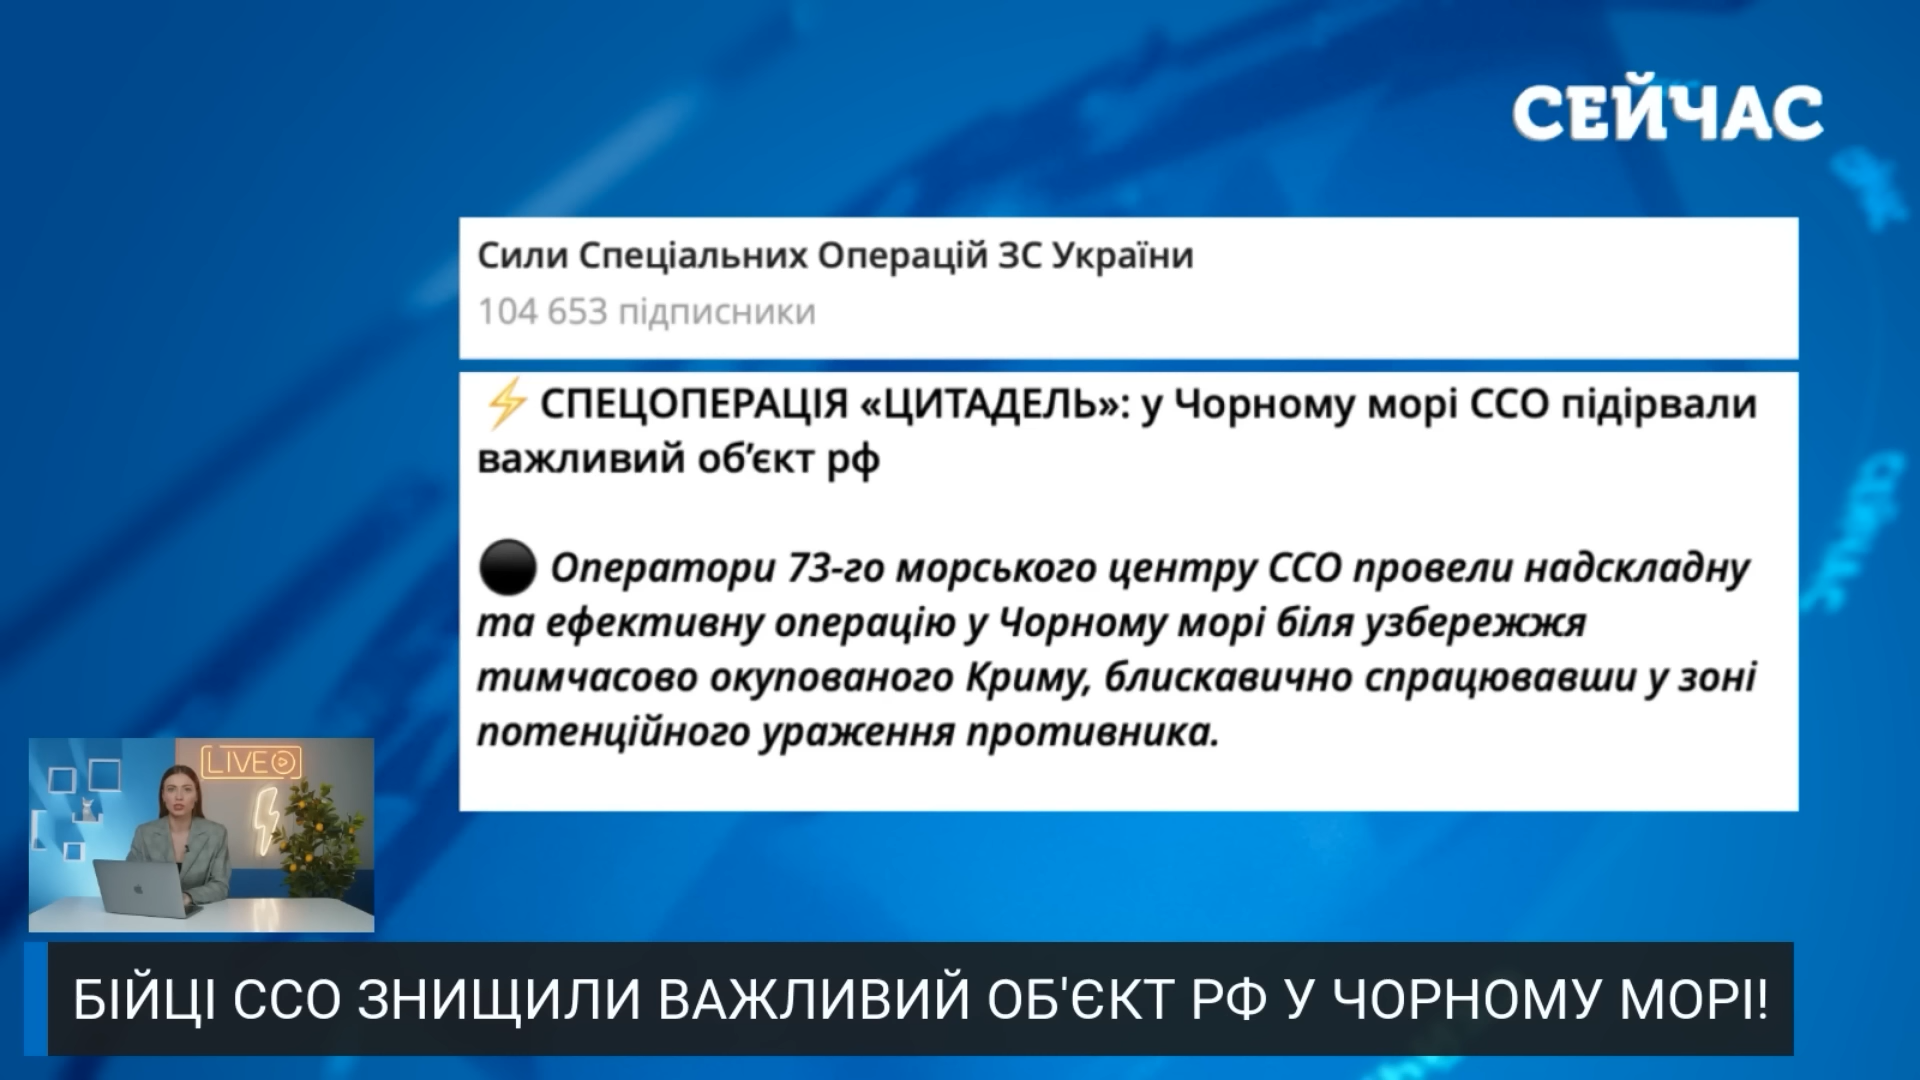 СЕЙЧАС
Сили Спеціальних Операцій ЗС України
104 653 підписники
⚡ СПЕЦОПЕРАЦІЯ «ЦИТАДЕЛЬ»: у Чорному морі ССО підірвали
важливий об’єкт рф
⚫ Оператори 73-го морського центру ССО провели надскладну
та ефективну операцію у Чорному морі біля узбережжя
тимчасово окупованого Криму, блискавично спрацювавши у зоні
потенційного ураження противника.
LIVE
БІЙЦІ ССО ЗНИЩИЛИ ВАЖЛИВИЙ ОБ'ЄКТ РФ У ЧОРНОМУ МОРІ!